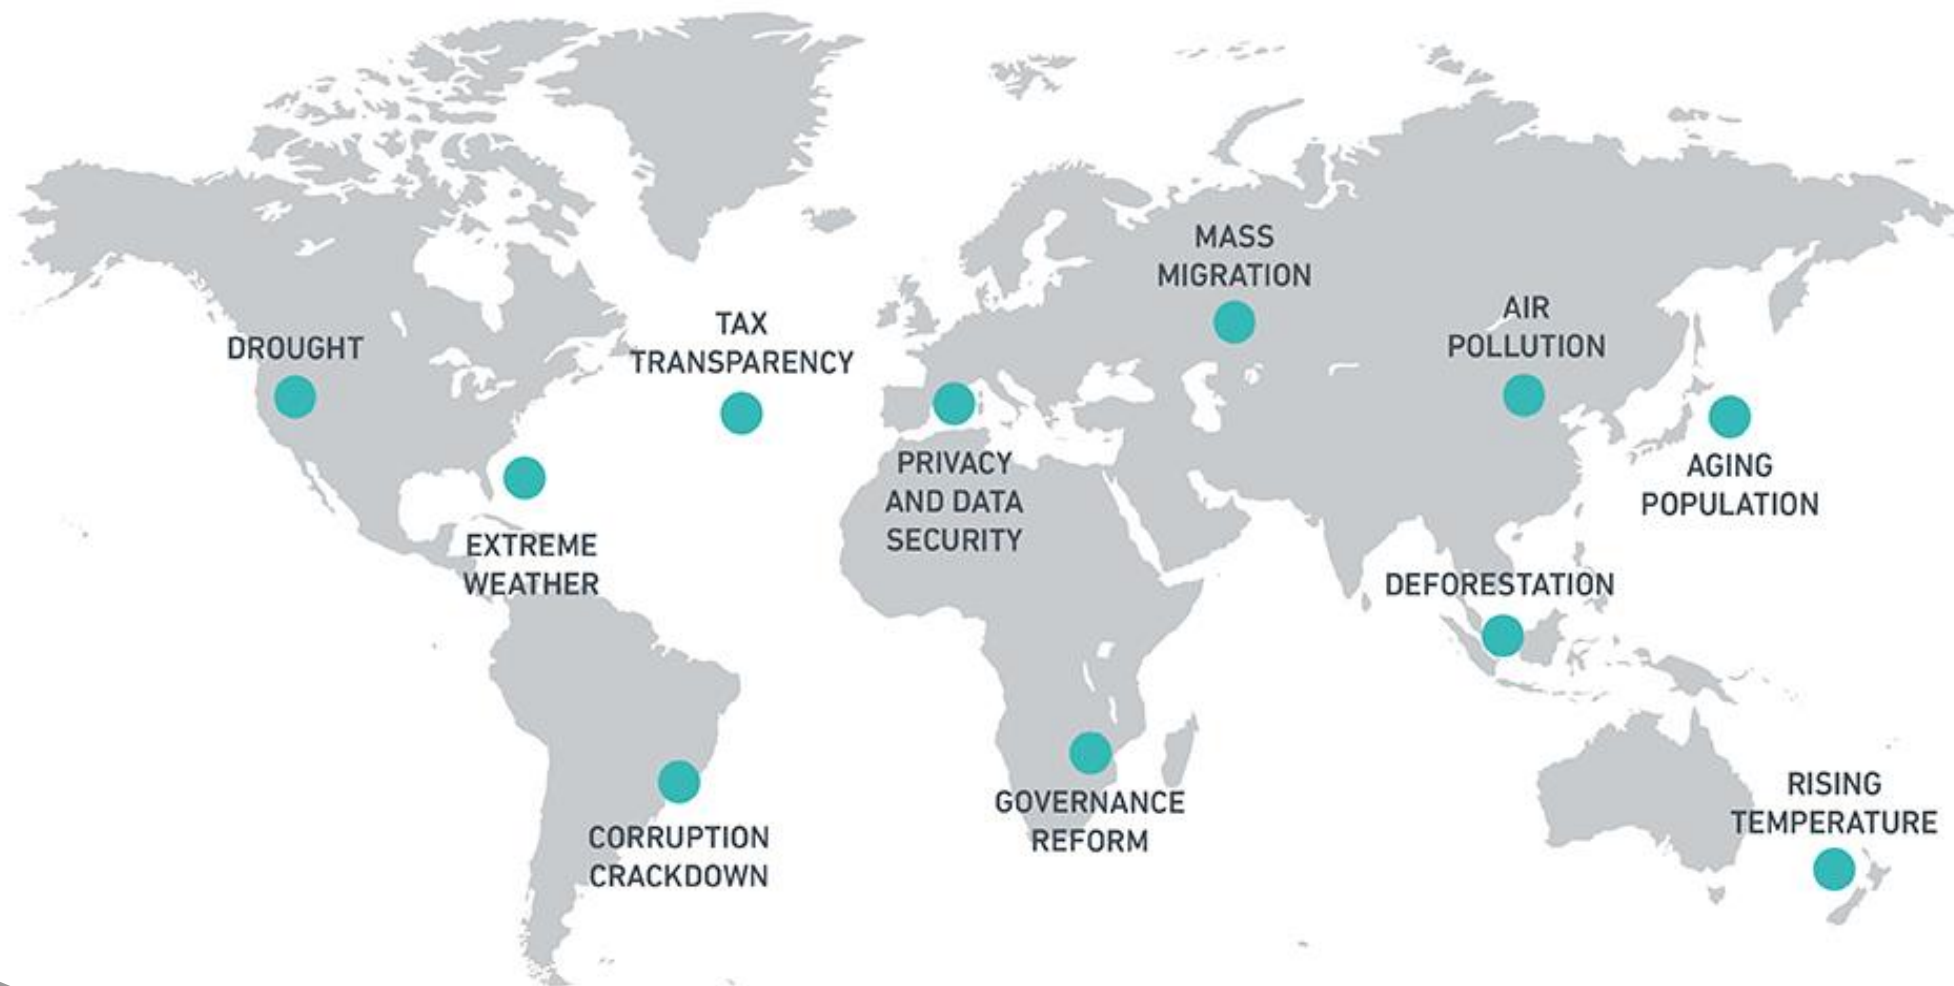 MASS
MIGRATION
AIR
POLLUTION
TAX
TRANSPARENCY
DROUGHT
PRIVACY
AND DATA
SECURITY
AGING
POPULATION
EXTREME
WEATHER
DEFORESTATION
RISING
TEMPERATURE
GOVERNANCE
REFORM
CORRUPTION
CRACKDOWN